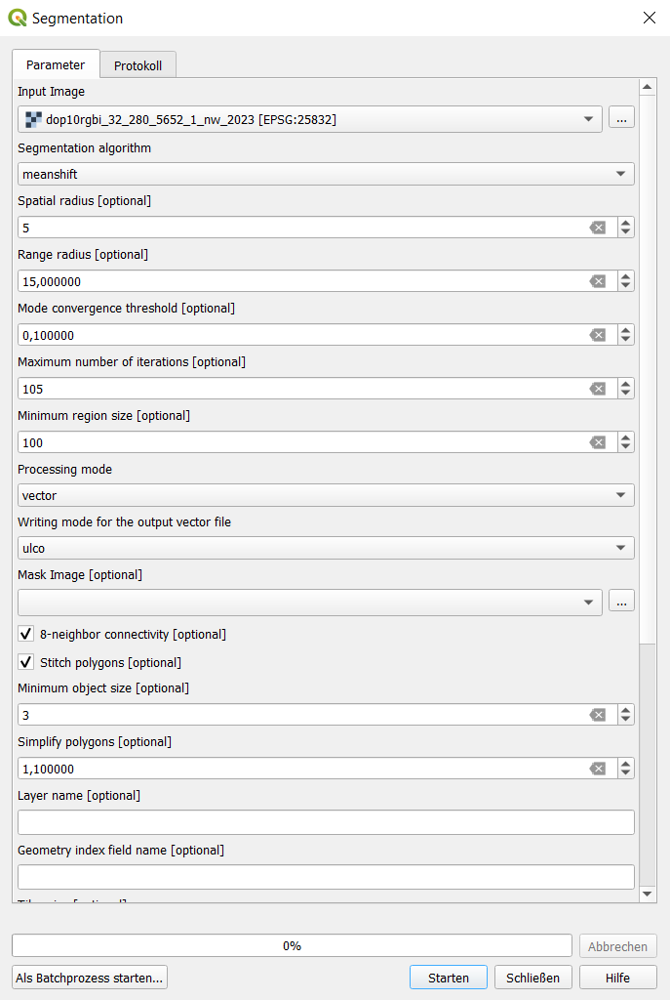 Segmentation
Parameter
Protokoll
Input Image
dop10rgbi_32_280_5652_1_nw_2023 [EPSG:25832]
...
Segmentation algorithm
meanshift
Spatial radius [optional]
5
Range radius [optional]
15,000000
Mode convergence threshold [optional]
0,100000
Maximum number of iterations [optional]
105
Minimum region size [optional]
100
Processing mode
vector
Writing mode for the output vector file
ulco
Mask Image [optional]
...
8-neighbor connectivity [optional]
Stitch polygons [optional]
Minimum object size [optional]
3
Simplify polygons [optional]
1,100000
Layer name [optional]
Geometry index field name [optional]
0%
Abbrechen
Als Batchprozess starten...
Starten
Schließen
Hilfe